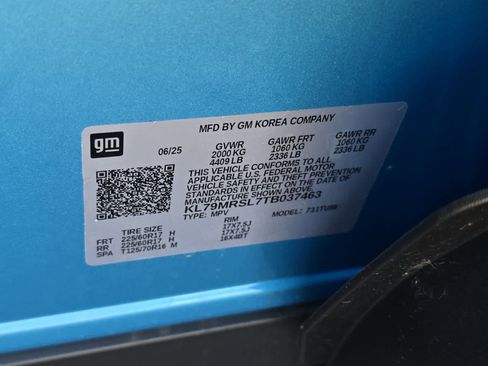 gm
MFD BY GM KOREA COMPANY
06/25 GVWR GAWR FRT GAWR RR
2000 KG 1060 KG 1060 KG
4409 LB 2336 LB 2336 LB
THIS VEHICLE CONFORMS TO ALL
APPLICABLE U.S. FEDERAL MOTOR
VEHICLE SAFETY, BUMPER, AND
THEFT PREVENTION STANDARDS
IN EFFECT ON THE DATE OF
MANUFACTURE SHOWN ABOVE.
KL79MRSL7TB037463
TYPE: MPV MODEL:
TIRE SIZE RIM
FRT 225/60R17 H 17X7.5J
RR 225/60R17 H 17X7.5J
SPA T125/70R16 M 16X4BT